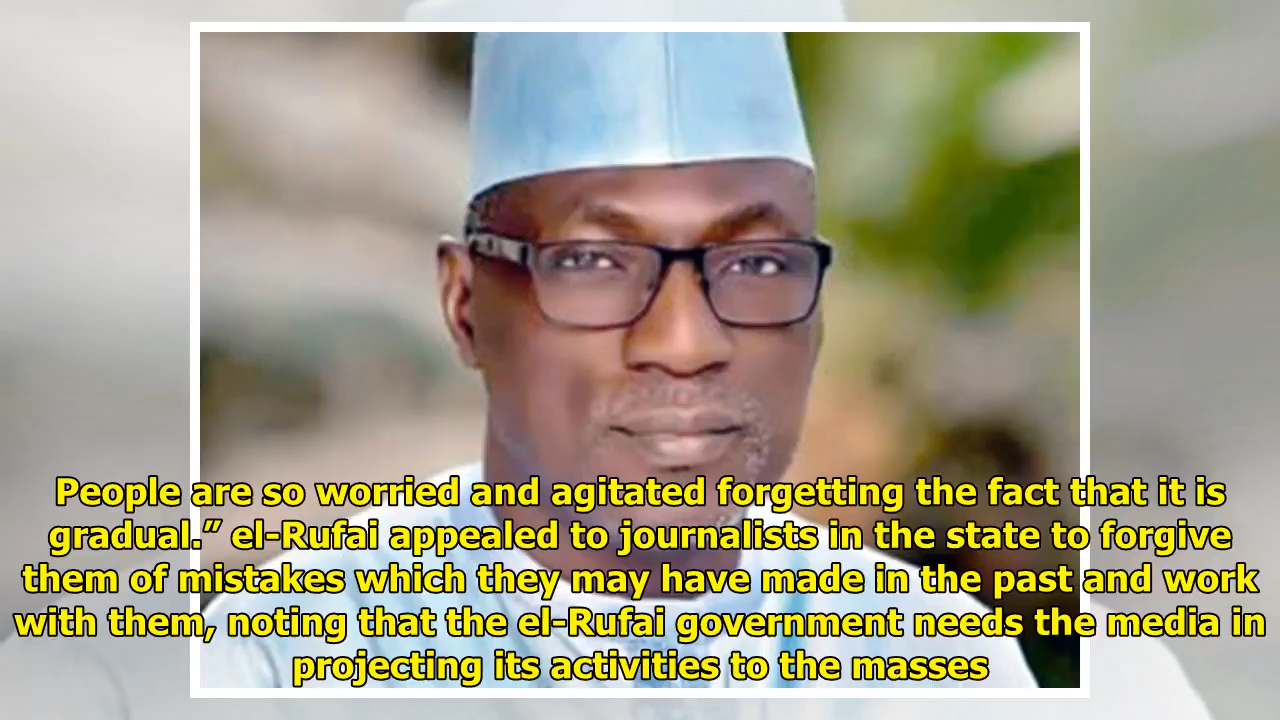 People are so worried and agitated forgetting the fact that it is
gradual.” el-Rufai appealed to journalists in the state to forgive
them of mistakes which they may have made in the past and work
with them, noting that the el-Rufai government needs the media in
projecting its activities to the masses